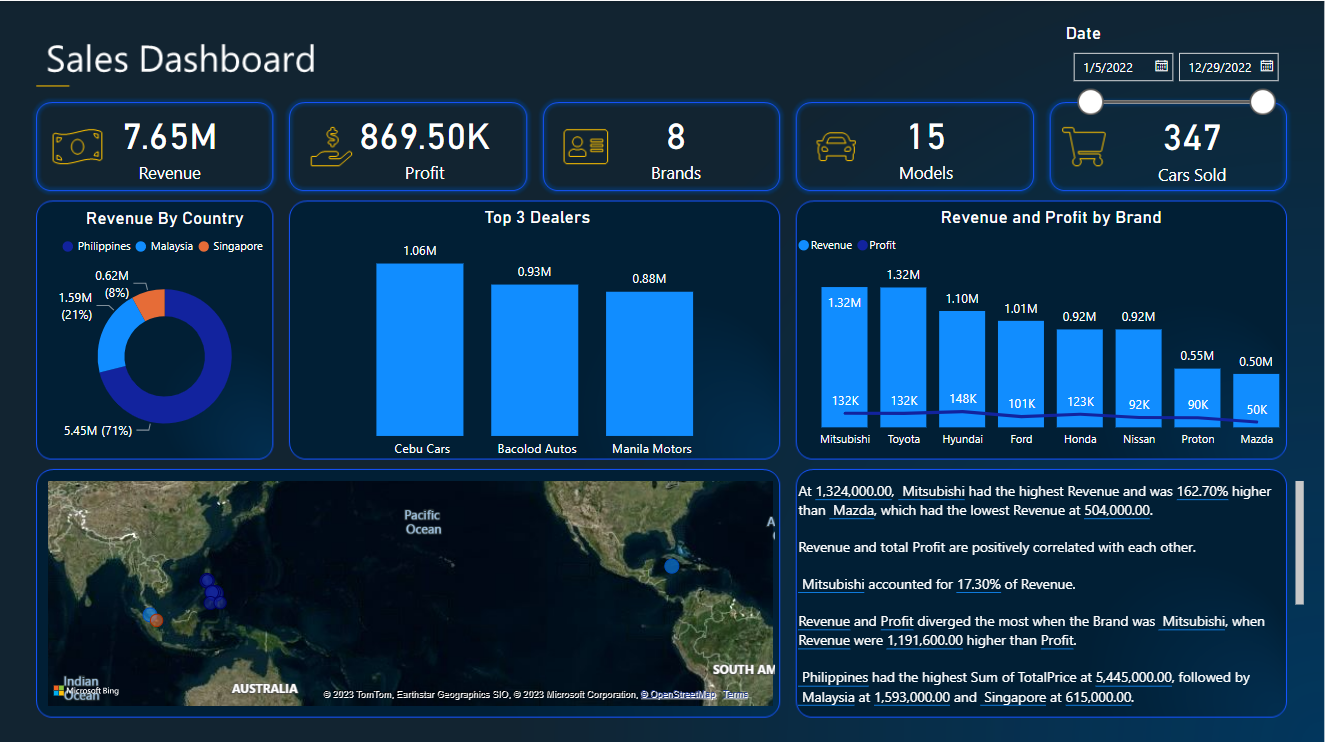 Sales Dashboard
Date
1/5/2022
12/29/2022
7.65M
Revenue
869.50K
Profit
8
Brands
15
Models
347
Cars Sold
Revenue By Country
Philippines Malaysia Singapore
0.62M
(8%)
1.59M
(21%)
5.45M (71%)
Top 3 Dealers
1.06M
0.93M
0.88M
Cebu Cars
Bacolod Autos
Manila Motors
Revenue and Profit by Brand
Revenue Profit
1.32M
1.32M
1.10M
1.01M
0.92M
0.92M
0.55M
0.50M
132K
132K
148K
101K
123K
92K
90K
50K
Mitsubishi
Toyota
Hyundai
Ford
Honda
Nissan
Proton
Mazda
Pacific
Ocean
Indian
Ocean
Microsoft Bing
AUSTRALIA
SOUTH AM
© 2023 TomTom, Earthstar Geographics SIO, © 2023 Microsoft Corporation, © OpenStreetMap Terms
At 1,324,000.00, Mitsubishi had the highest Revenue and was 162.70% higher
than Mazda, which had the lowest Revenue at 504,000.00.
Revenue and total Profit are positively correlated with each other.
Mitsubishi accounted for 17.30% of Revenue.
Revenue and Profit diverged the most when the Brand was Mitsubishi, when
Revenue were 1,191,600.00 higher than Profit.
Philippines had the highest Sum of TotalPrice at 5,445,000.00, followed by
Malaysia at 1,593,000.00 and Singapore at 615,000.00.